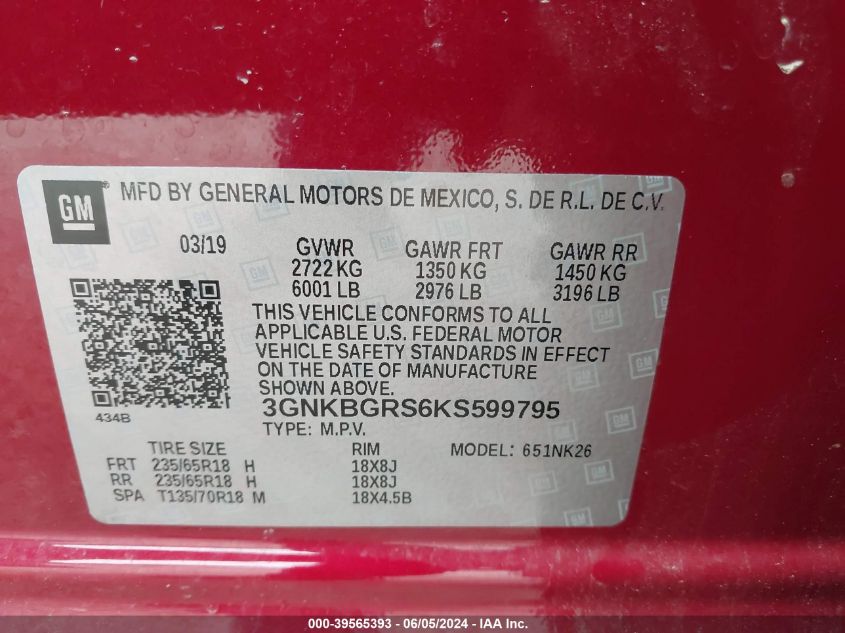 GM ® MFD BY GENERAL MOTORS DE MEXICO, S. DE R.L. DE C.V.
03/19 GVWR GAWR FRT GAWR RR
2722 KG 1350 KG 1450 KG
6001 LB 2976 LB 3196 LB
THIS VEHICLE CONFORMS TO ALL
APPLICABLE U.S. FEDERAL MOTOR
VEHICLE SAFETY STANDARDS IN EFFECT
ON THE DATE OF MANUFACTURE
SHOWN ABOVE.
434B 3GNKBGRS6KS599795
TYPE: M.P.V.
TIRE SIZE RIM MODEL: 651NK26
FRT 235/65R18 H 18X8J
RR 235/65R18 H 18X8J
SPA T135/70R18 M 18X4.5B
000-39565393 - 06/05/2024 - IAA Inc.